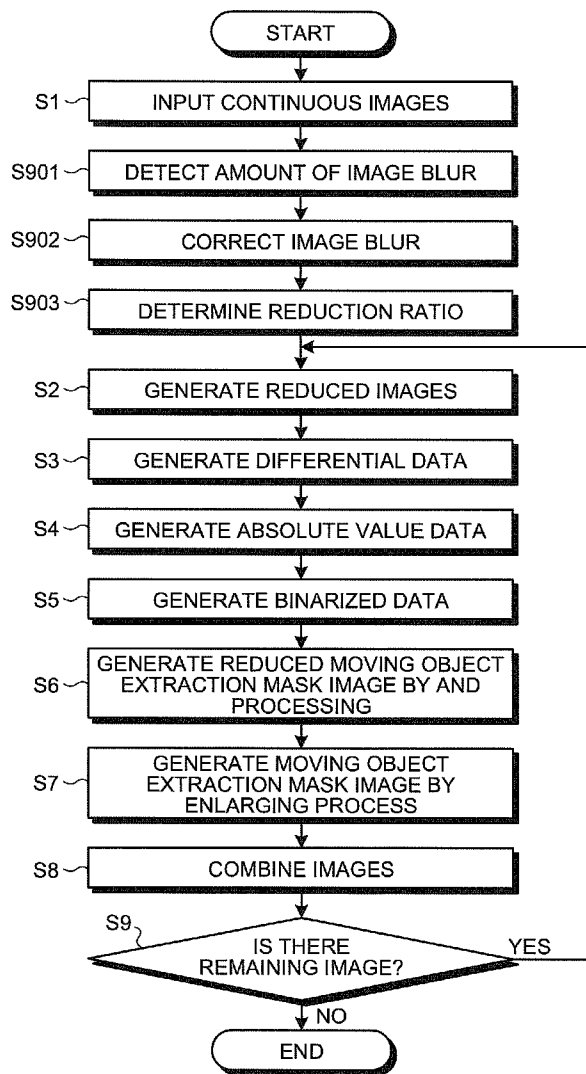 START
S1
INPUT CONTINUOUS IMAGES
S901
DETECT AMOUNT OF IMAGE BLUR
S902
CORRECT IMAGE BLUR
S903
DETERMINE REDUCTION RATIO
S2
GENERATE REDUCED IMAGES
S3
GENERATE DIFFERENTIAL DATA
S4
GENERATE ABSOLUTE VALUE DATA
S5
GENERATE BINARIZED DATA
S6
GENERATE REDUCED MOVING OBJECT
EXTRACTION MASK IMAGE BY AND
PROCESSING
S7
GENERATE MOVING OBJECT
EXTRACTION MASK IMAGE BY
ENLARGING PROCESS
S8
COMBINE IMAGES
S9
IS THERE
REMAINING IMAGE?
YES
NO
END